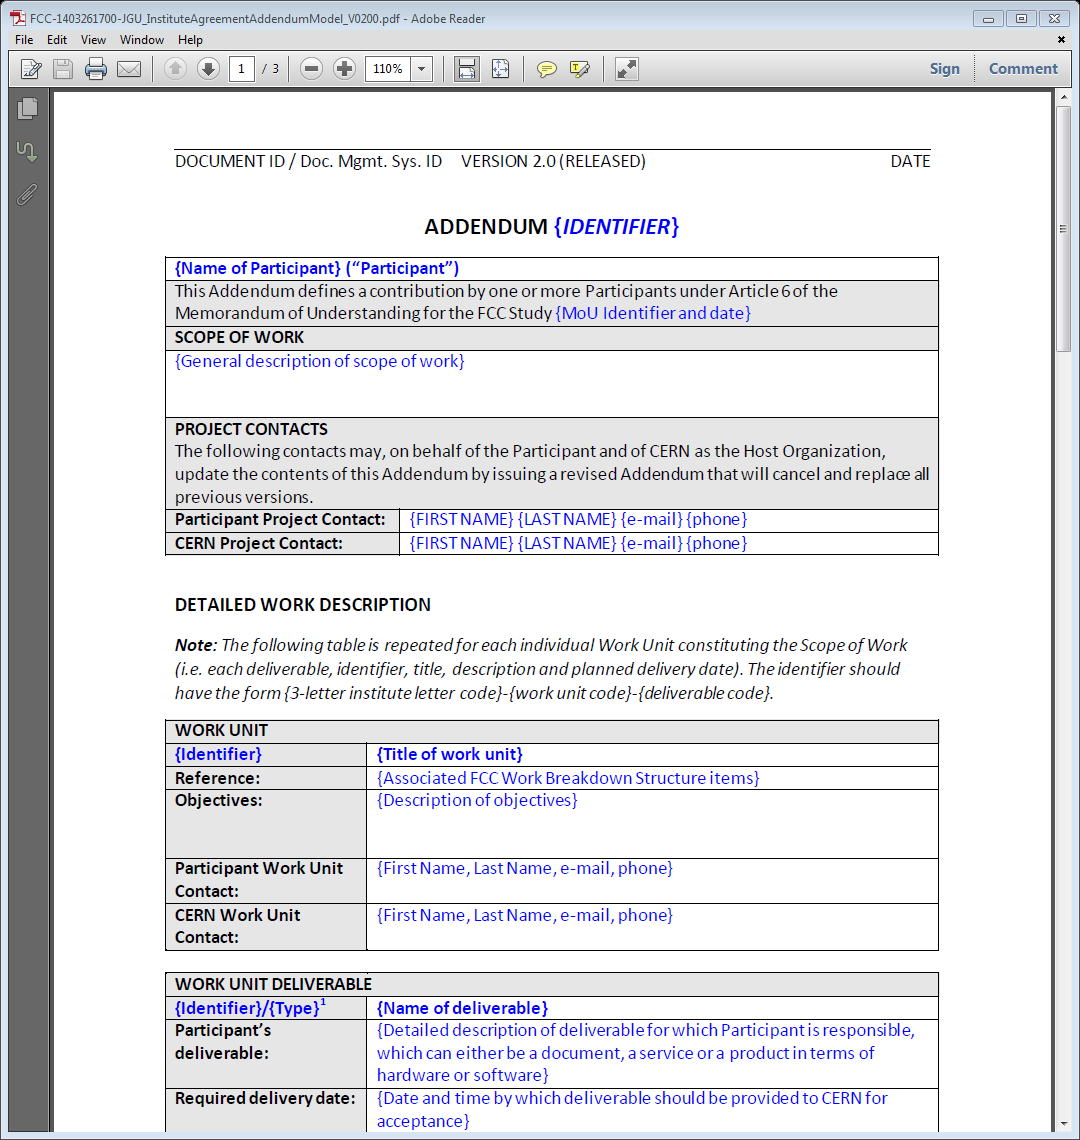 FCC-1403261700-JGU_InstituteAgreementAddendumModel_V0200.pdf - Adobe Reader
File Edit View Window Help
1 / 3 110% Sign Comment
DOCUMENT ID / Doc. Mgmt. Sys. ID VERSION 2.0 (RELEASED) DATE
ADDENDUM {IDENTIFIER}
{Name of Participant} (“Participant”)
This Addendum defines a contribution by one or more Participants under Article 6 of the
Memorandum of Understanding for the FCC Study {MoU Identifier and date}
SCOPE OF WORK
{General description of scope of work}
PROJECT CONTACTS
The following contacts may, on behalf of the Participant and of CERN as the Host Organization,
update the contents of this Addendum by issuing a revised Addendum that will cancel and replace all
previous versions.
Participant Project Contact: {FIRST NAME} {LAST NAME} {e-mail} {phone}
CERN Project Contact: {FIRST NAME} {LAST NAME} {e-mail} {phone}
DETAILED WORK DESCRIPTION
Note: The following table is repeated for each individual Work Unit constituting the Scope of Work
(i.e. each deliverable, identifier, title, description and planned delivery date). The identifier should
have the form {3-letter institute letter code}-{work unit code}-{deliverable code}.
WORK UNIT
{Identifier} {Title of work unit}
Reference: {Associated FCC Work Breakdown Structure items}
Objectives: {Description of objectives}
Participant Work Unit {First Name, Last Name, e-mail, phone}
Contact:
CERN Work Unit {First Name, Last Name, e-mail, phone}
Contact:
WORK UNIT DELIVERABLE
{Identifier}/{Type}1 {Name of deliverable}
Participant’s {Detailed description of deliverable for which Participant is responsible,
deliverable: which can either be a document, a service or a product in terms of
hardware or software}
Required delivery date: {Date and time by which deliverable should be provided to CERN for
acceptance}